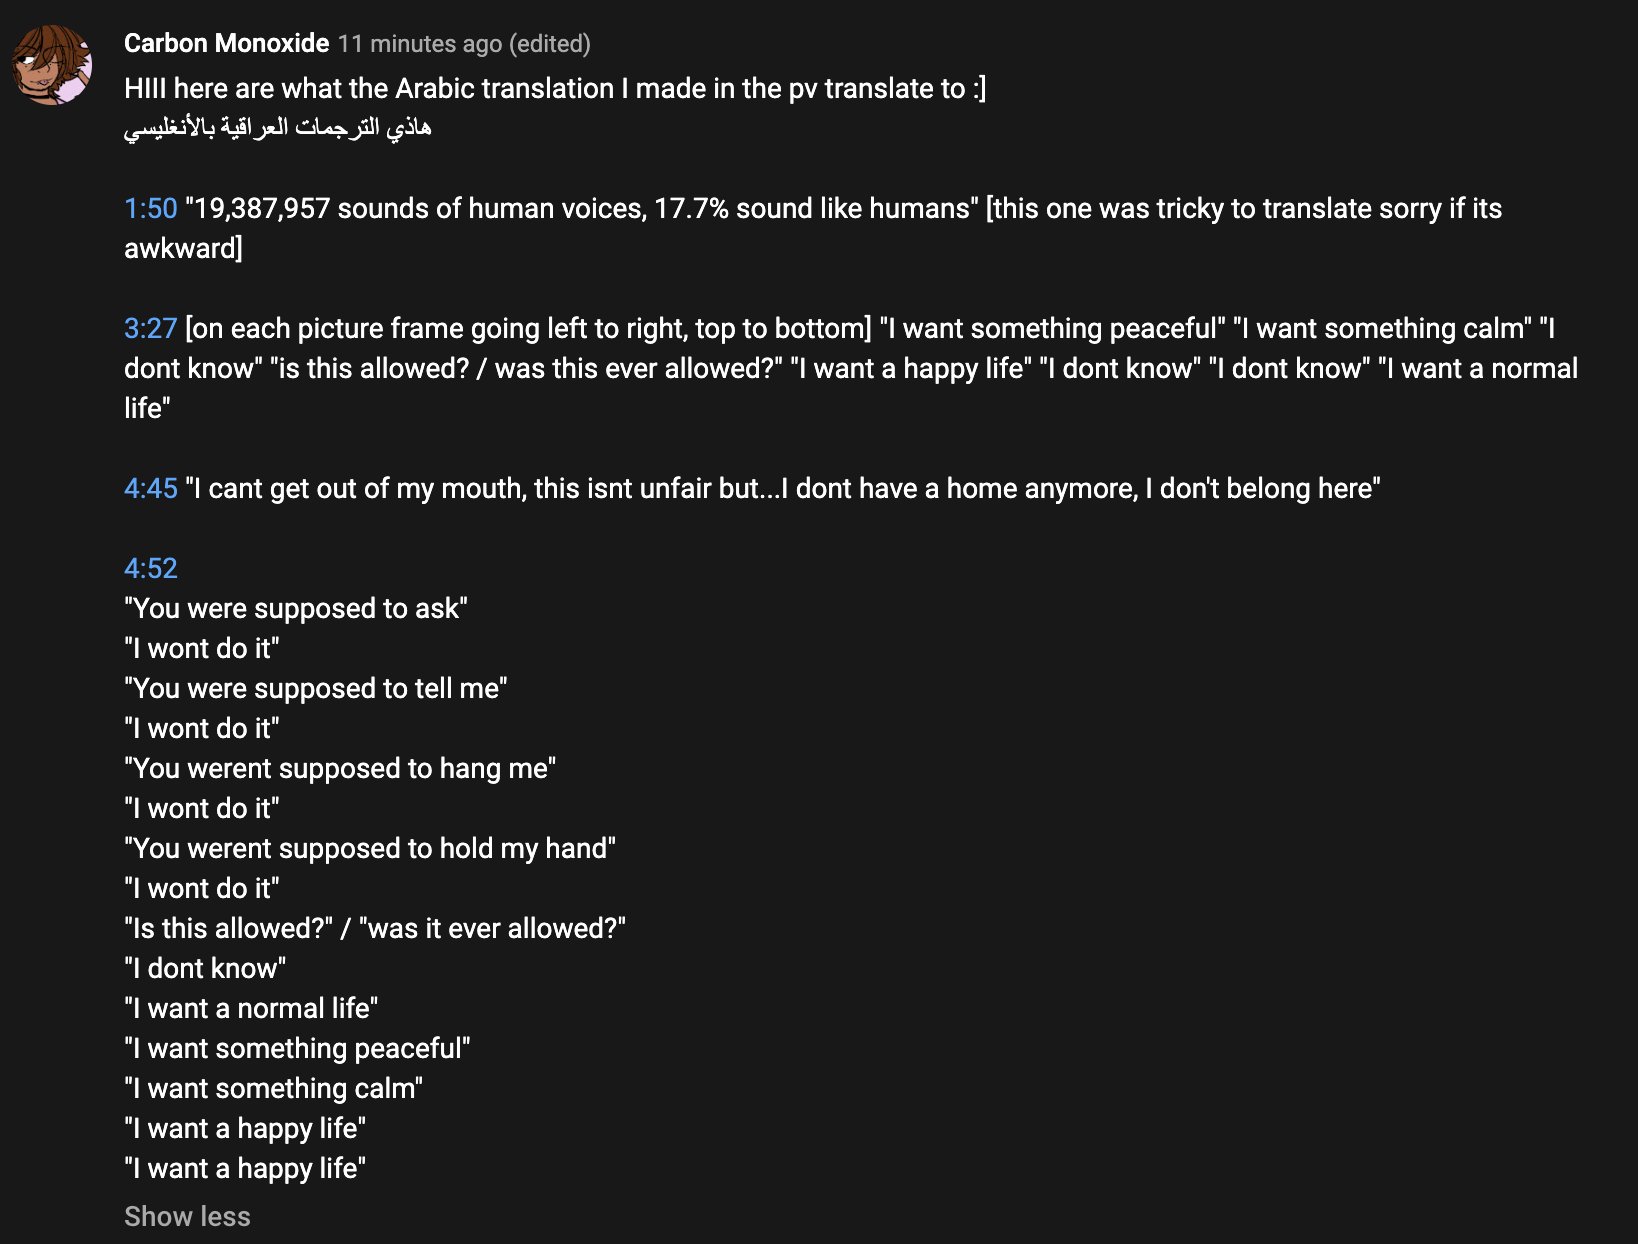 Carbon Monoxide 11 minutes ago (edited)
HIII here are what the Arabic translation I made in the pv translate to :]
هاذي الترجمات العراقية بالأنغليسي
1:50 "19,387,957 sounds of human voices, 17.7% sound like humans" [this one was tricky to translate sorry if its
awkward]
3:27 [on each picture frame going left to right, top to bottom] "I want something peaceful" "I want something calm" "I
dont know" "is this allowed? / was this ever allowed?" "I want a happy life" "I dont know" "I dont know" "I want a normal
life"
4:45 "I cant get out of my mouth, this isnt unfair but...I dont have a home anymore, I don't belong here"
4:52
"You were supposed to ask"
"I wont do it"
"You were supposed to tell me"
"I wont do it"
"You werent supposed to hang me"
"I wont do it"
"You werent supposed to hold my hand"
"I wont do it"
"Is this allowed?" / "was it ever allowed?"
"I dont know"
"I want a normal life"
"I want something peaceful"
"I want something calm"
"I want a happy life"
"I want a happy life"
Show less